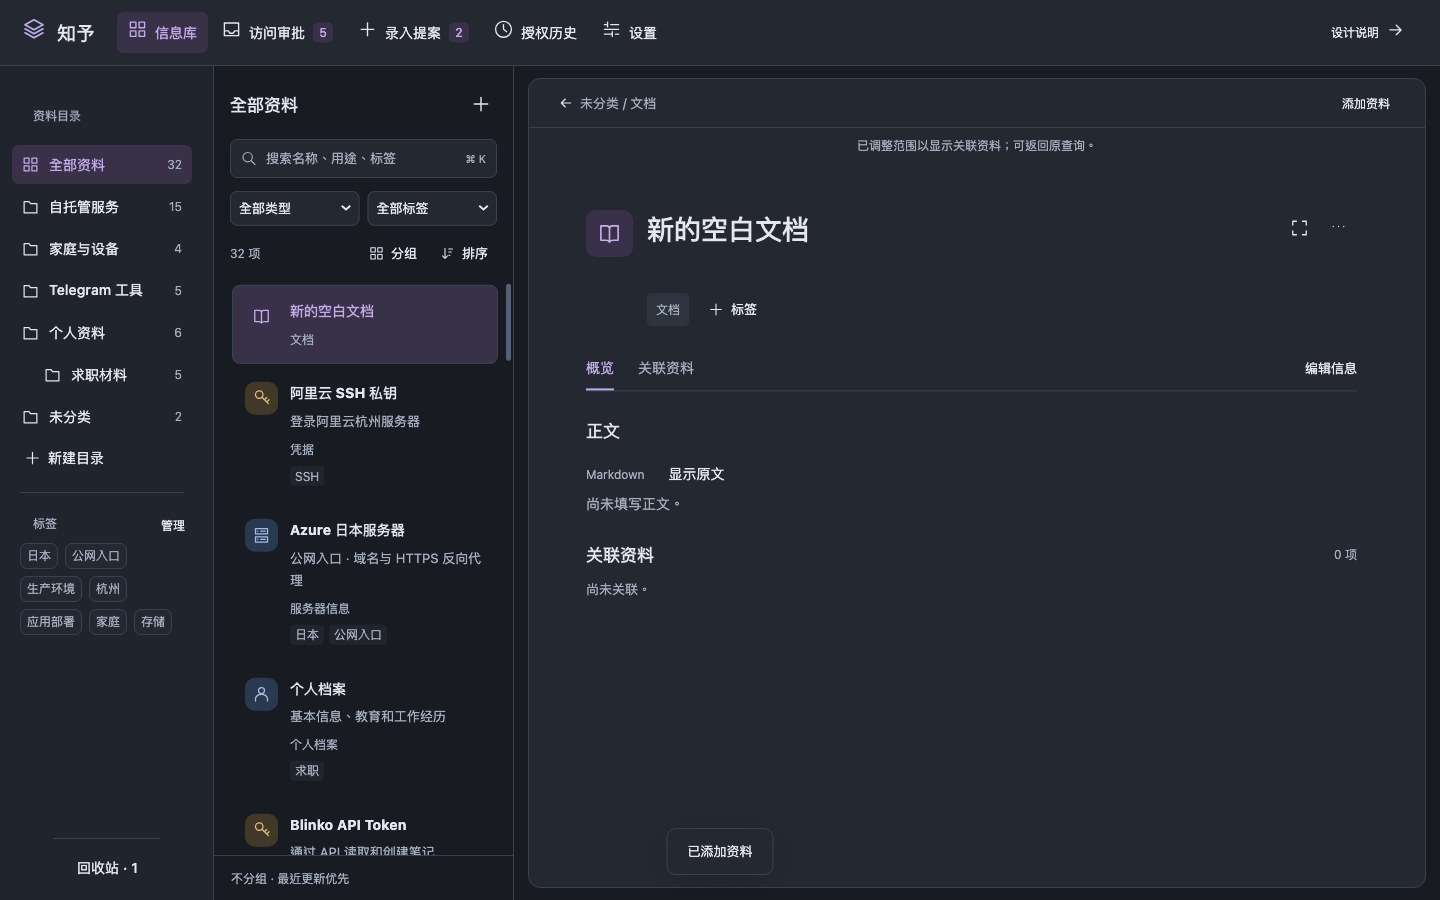 知予
信息库
访问审批 5
录入提案 2
授权历史
设置
设计说明
资料目录
全部资料 32
自托管服务 15
家庭与设备 4
Telegram 工具 5
个人资料 6
求职材料 5
未分类 2
新建目录
标签 管理
日本 公网入口
生产环境 杭州
应用部署 家庭 存储
回收站 · 1
全部资料
搜索名称、用途、标签 ⌘ K
全部类型 全部标签
32 项 分组 排序
新的空白文档
文档
阿里云 SSH 私钥
登录阿里云杭州服务器
凭据
SSH
Azure 日本服务器
公网入口 · 域名与 HTTPS 反向代
理
服务器信息
日本 公网入口
个人档案
基本信息、教育和工作经历
个人档案
求职
Blinko API Token
通过 API 读取和创建笔记
不分组 · 最近更新优先
未分类 / 文档 添加资料
已调整范围以显示关联资料；可返回原查询。
新的空白文档
文档 标签
概览 关联资料 编辑信息
正文
Markdown 显示原文
尚未填写正文。
关联资料 0 项
尚未关联。
已添加资料